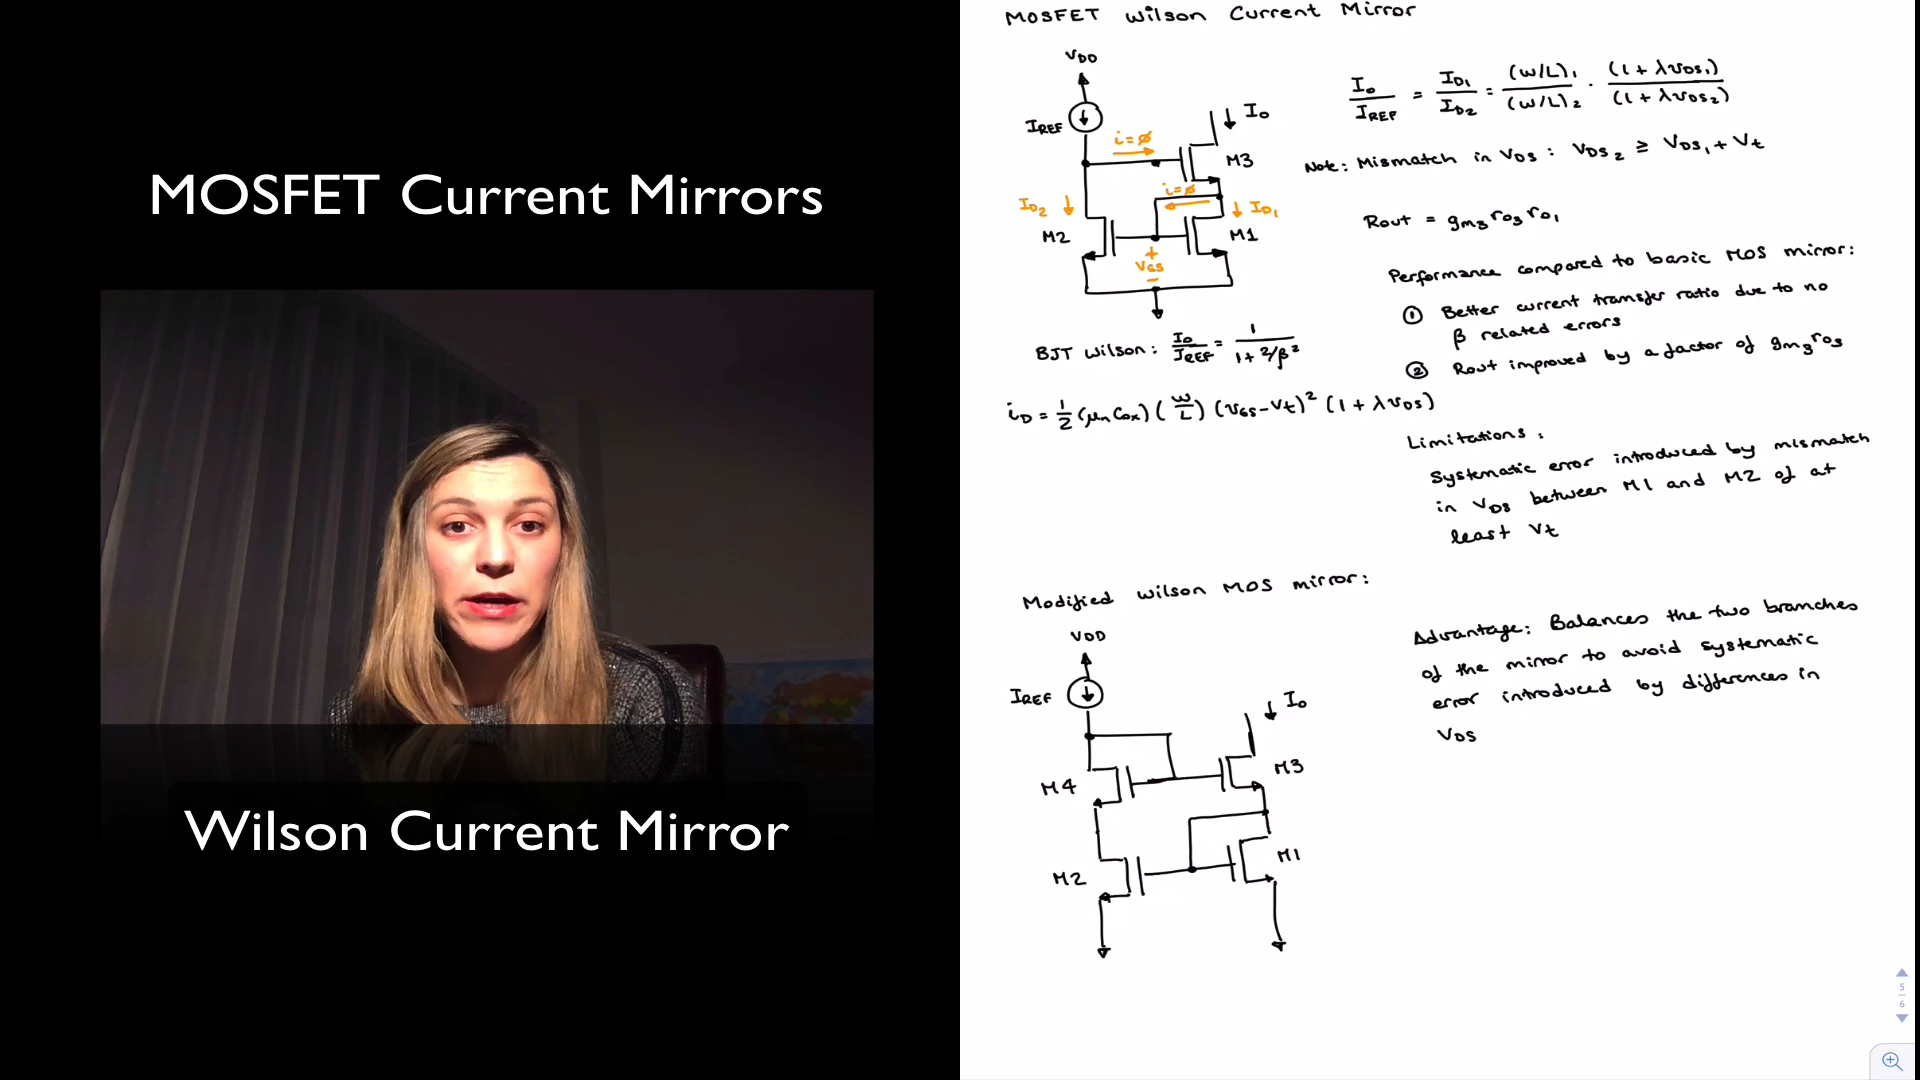 MOSFET Current Mirrors
Wilson Current Mirror
MOSFET Wilson Current Mirror
VDD
IREF
Io
i=ø
M3
i=ø
ID2
ID1
M2
M1
+
VGS
-
Io/IREF = ID1/ID2 = (W/L)1/(W/L)2 · (1+λVDS1)/(1+λVDS2)
Note: Mismatch in VDS : VDS2 ≥ VDS1 + Vt
Rout = gm3 ro3 ro1
Performance compared to basic MOS mirror:
① Better current transfer ratio due to no
β related errors
② Rout improved by a factor of gm3ro3
BJT Wilson: Io/IREF = 1/(1+2/β²)
iD = 1/2 (μn Cox) (W/L) (VGS-Vt)² (1+λVDS)
Limitations:
Systematic error introduced by mismatch
in VDS between M1 and M2 of at
least Vt
Modified Wilson MOS mirror:
VDD
IREF
Io
M4
M3
M2
M1
Advantage: Balances the two branches
of the mirror to avoid systematic
error introduced by differences in
VDS
5
6